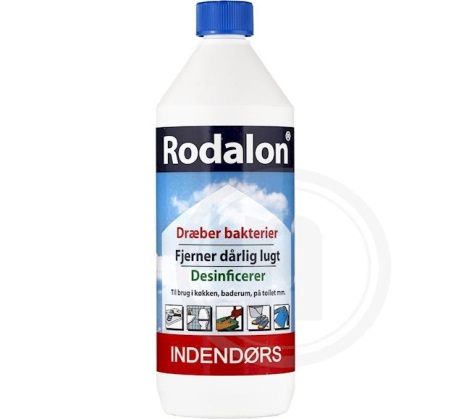 Rodalon®
Dræber bakterier
Fjerner dårlig lugt
Desinficerer
Til brug i køkken, baderum, på toilet mm.
INDENDØRS